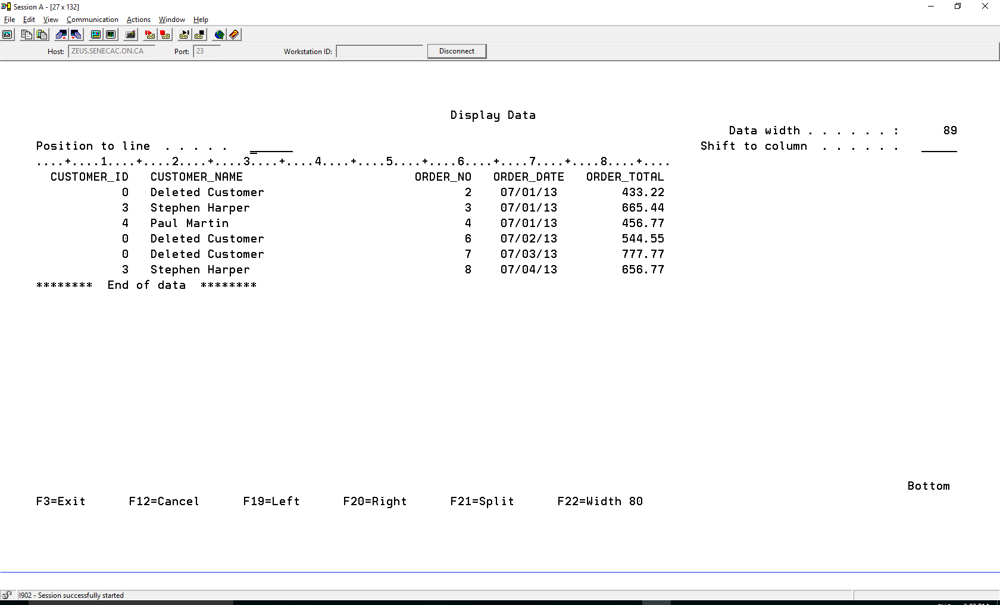 Session A - [27 x 132]
File Edit View Communication Actions Window Help
Host: ZEUS.SENECAC.ON.CA Port: 23 Workstation ID: Disconnect
Display Data
Data width . . . . . . : 89
Position to line . . . . . Shift to column . . . . . .
....+....1....+....2....+....3....+....4....+....5....+....6....+....7....+....8....+....
CUSTOMER_ID CUSTOMER_NAME ORDER_NO ORDER_DATE ORDER_TOTAL
0 Deleted Customer 2 07/01/13 433.22
3 Stephen Harper 3 07/01/13 665.44
4 Paul Martin 4 07/01/13 456.77
0 Deleted Customer 6 07/02/13 544.55
0 Deleted Customer 7 07/03/13 777.77
3 Stephen Harper 8 07/04/13 656.77
******** End of data ********
Bottom
F3=Exit F12=Cancel F19=Left F20=Right F21=Split F22=Width 80
I902 - Session successfully started